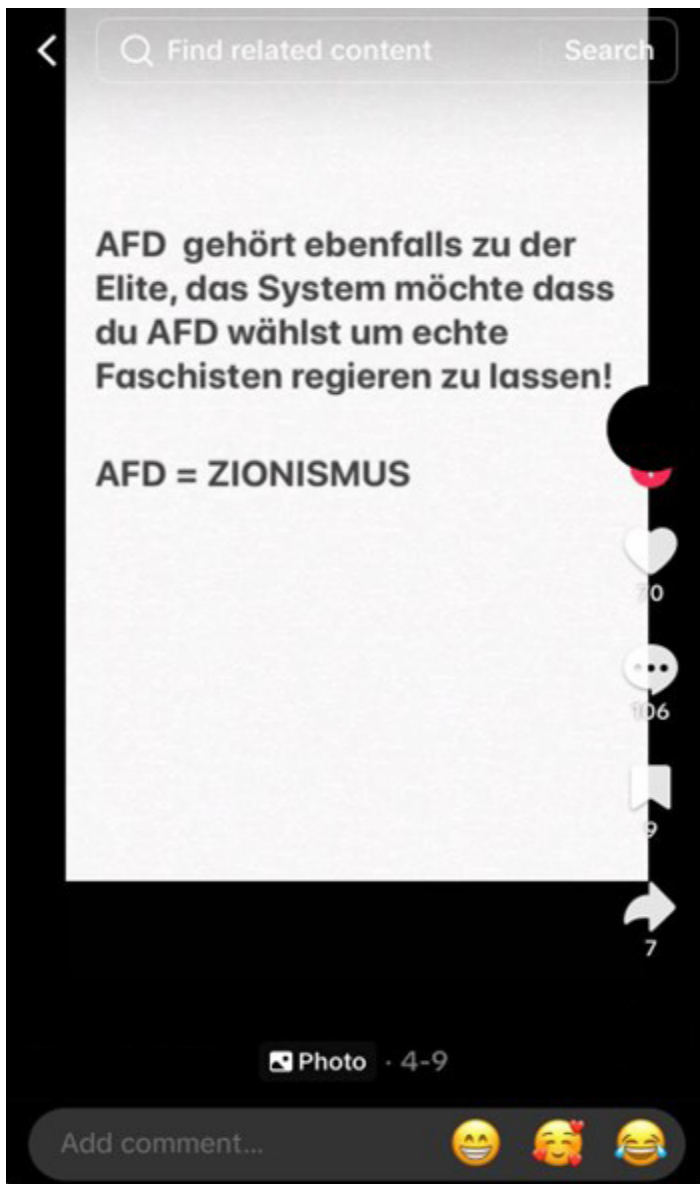 Find related content Search
AFD gehört ebenfalls zu der
Elite, das System möchte dass
du AFD wählst um echte
Faschisten regieren zu lassen!
AFD = ZIONISMUS
70
106
9
7
Photo · 4-9
Add comment...